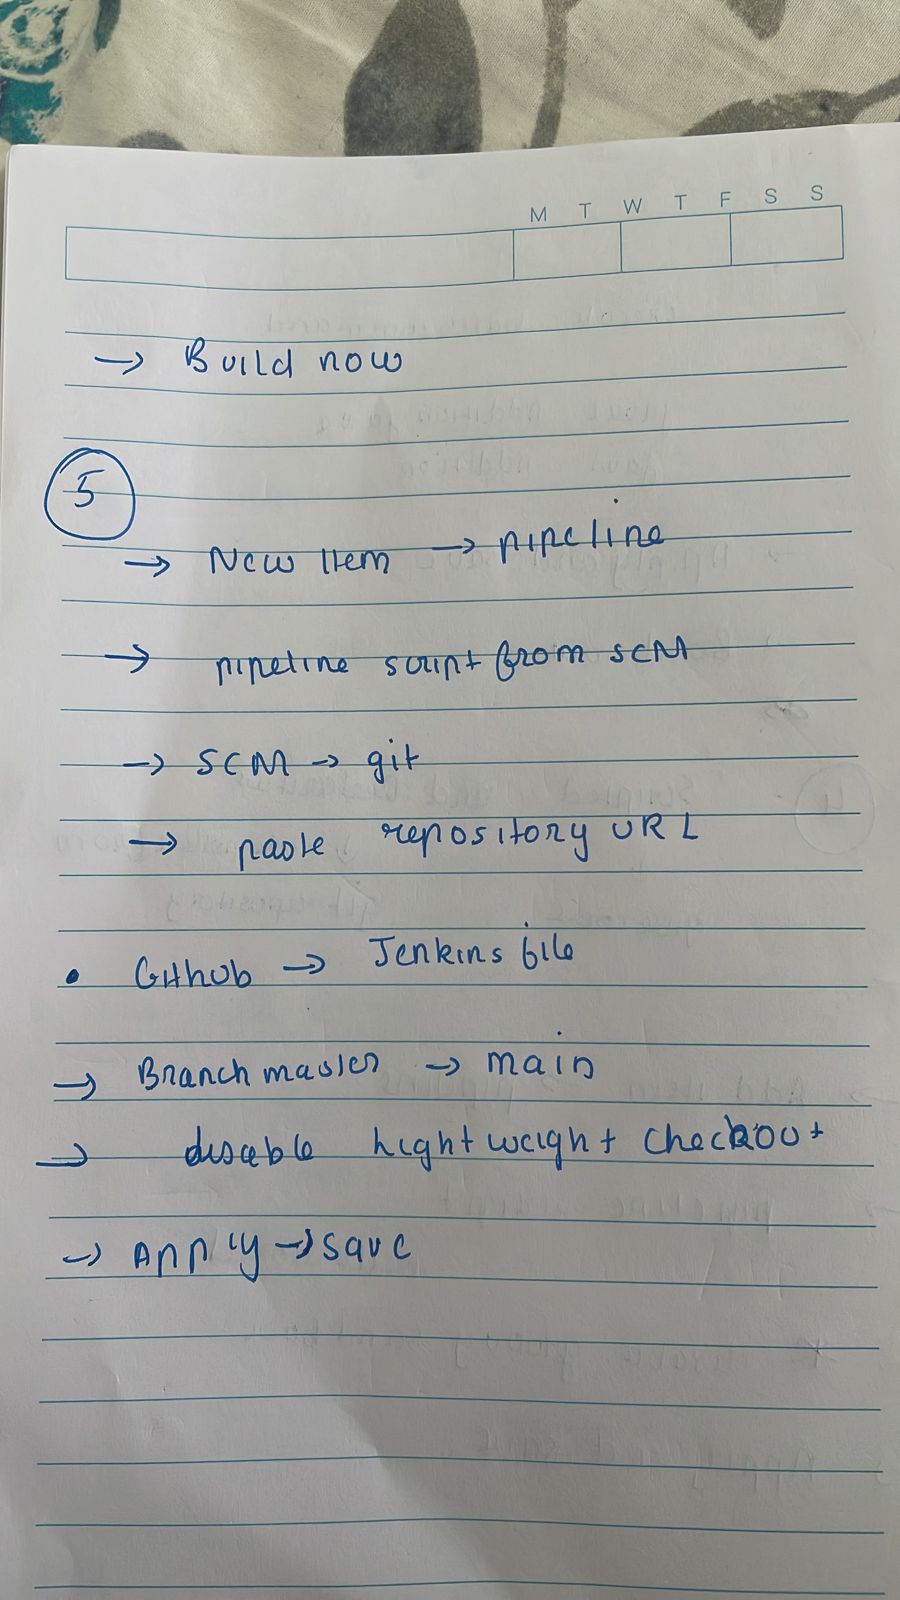 M T W T F S S
→ Build now
5
→ New Item → pipeline
→ pipeline script from SCM
→ SCM → git
→ paste repository URL
• Github → Jenkins file
→ Branch master → main
→ disable lightweight checkout
→ Apply → save